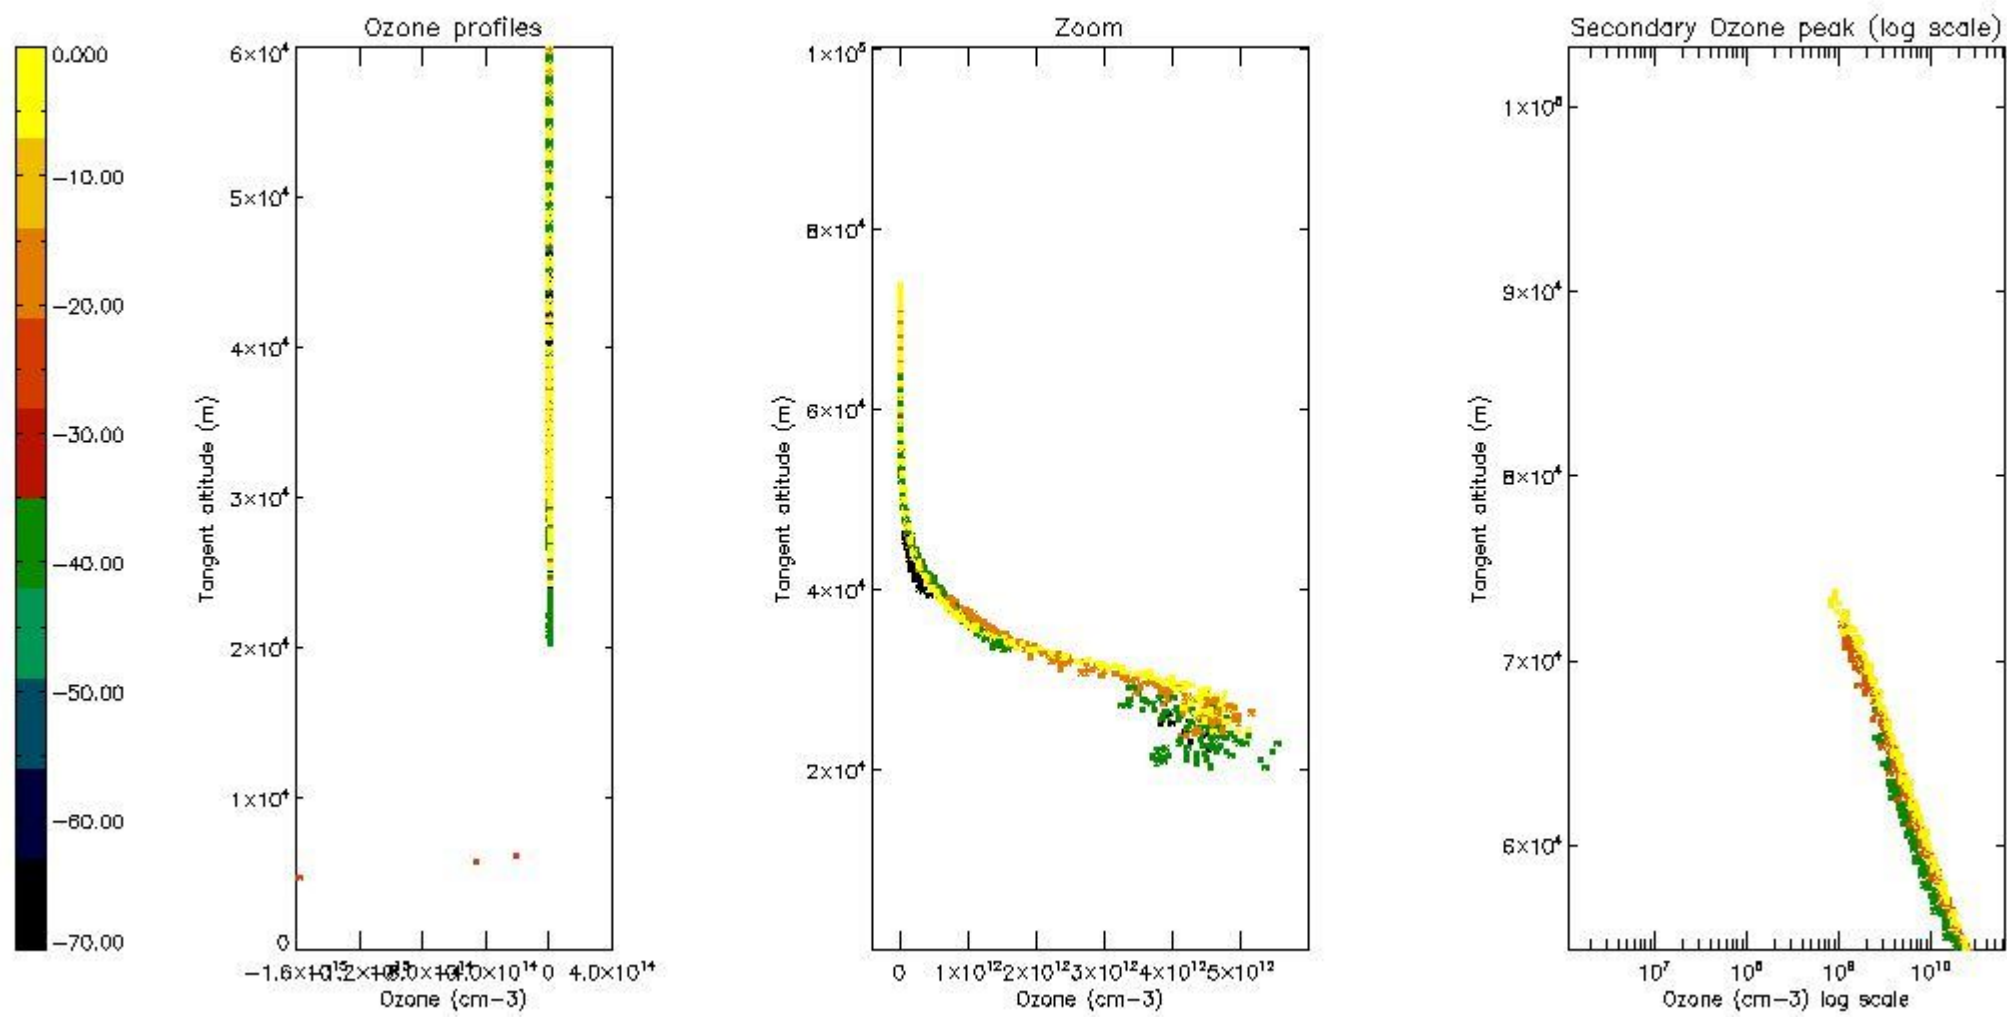 Ozone profiles
Zoom
Secondary Ozone peak (log scale)
0.000
-10.00
-20.00
-30.00
-40.00
-50.00
-60.00
-70.00
Tangent altitude (m)
6×10⁴
5×10⁴
4×10⁴
3×10⁴
2×10⁴
1×10⁴
0
0 4.0×10¹⁴
Ozone (cm-3)
Tangent altitude (m)
1×10⁵
8×10⁴
6×10⁴
4×10⁴
2×10⁴
0 1×10¹² 2×10¹² 3×10¹² 4×10¹² 5×10¹²
Ozone (cm-3)
Tangent altitude (m)
9×10⁴
8×10⁴
7×10⁴
6×10⁴
10⁷ 10⁸ 10⁹ 10¹⁰
Ozone (cm-3) log scale